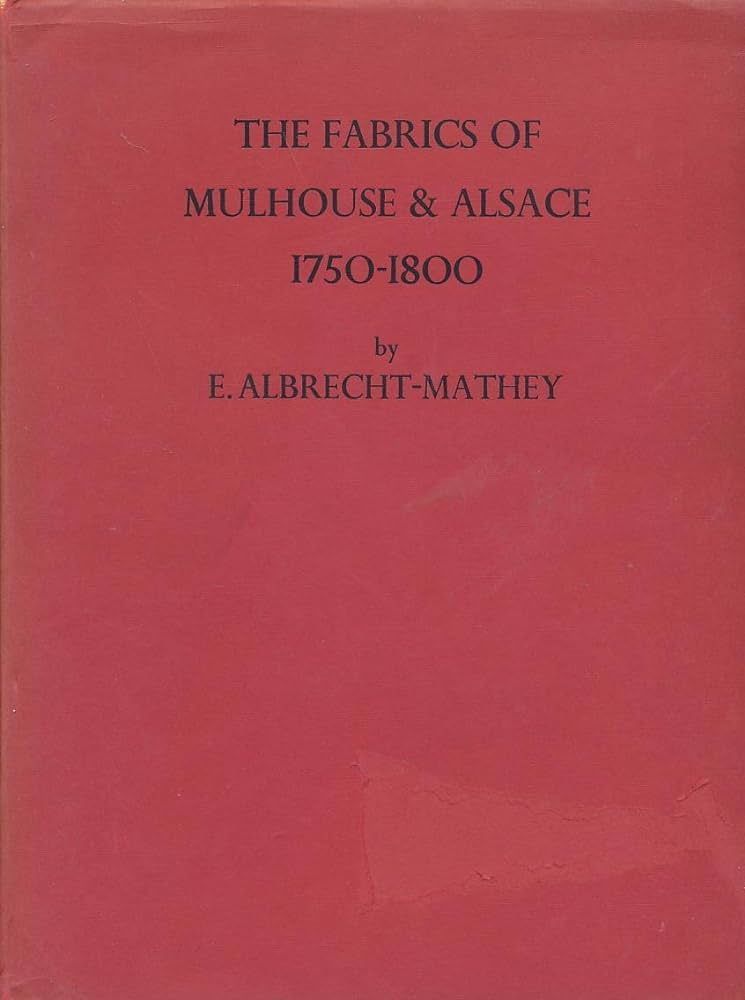 THE FABRICS OF
MULHOUSE & ALSACE
1750-1800
by
E. ALBRECHT-MATHEY